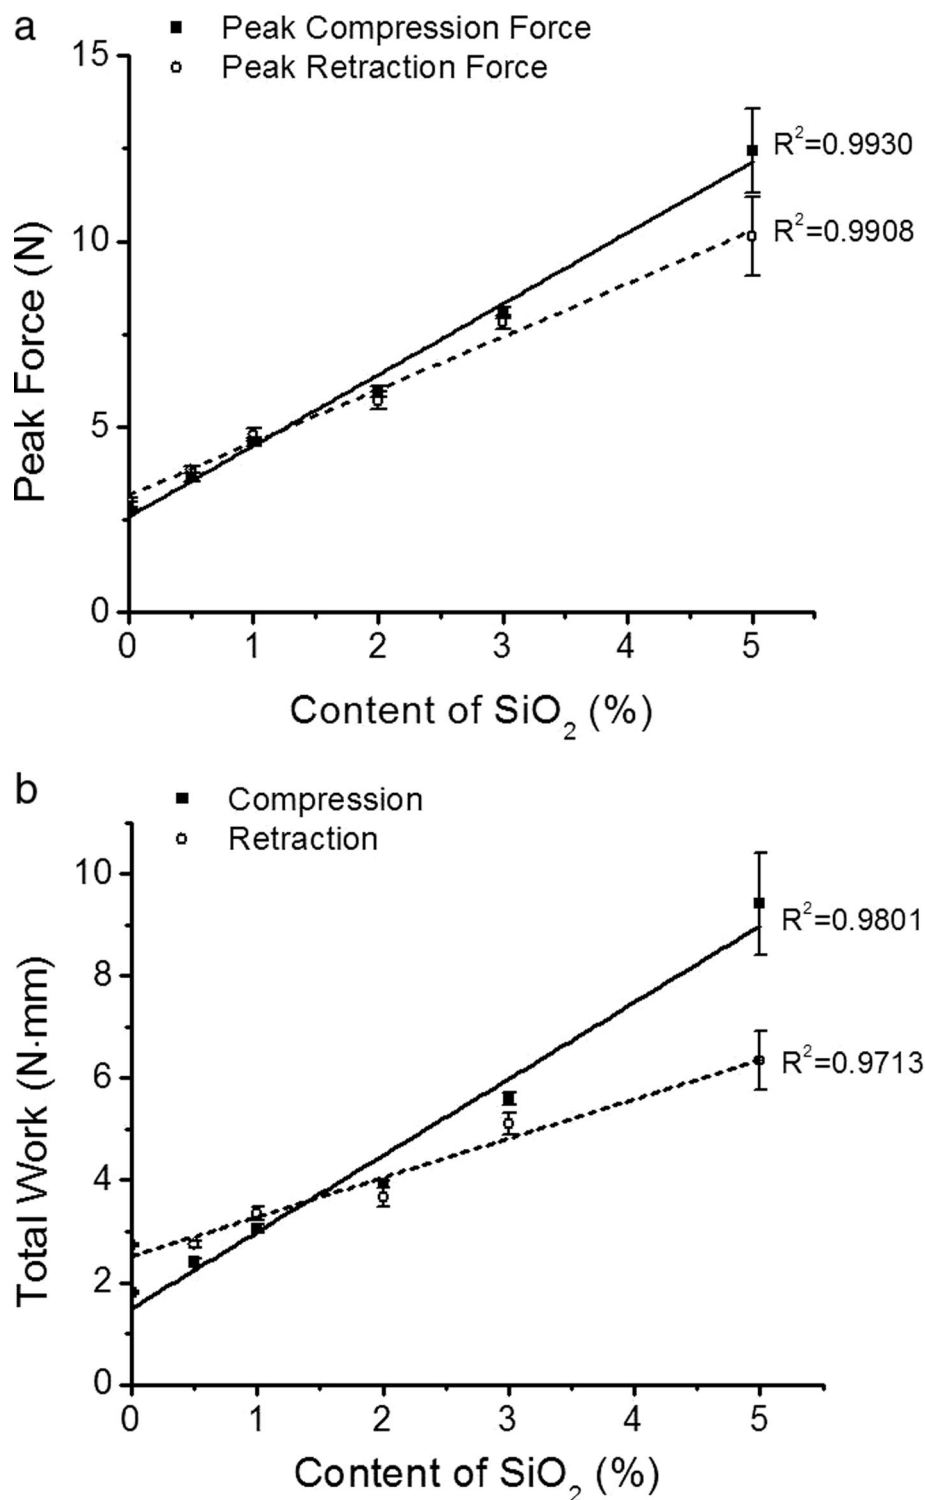 a
Peak Compression Force
Peak Retraction Force
15
10
5
0
Peak Force (N)
R²=0.9930
R²=0.9908
0 1 2 3 4 5
Content of SiO₂ (%)
b
Compression
Retraction
10
8
6
4
2
0
Total Work (N·mm)
R²=0.9801
R²=0.9713
0 1 2 3 4 5
Content of SiO₂ (%)